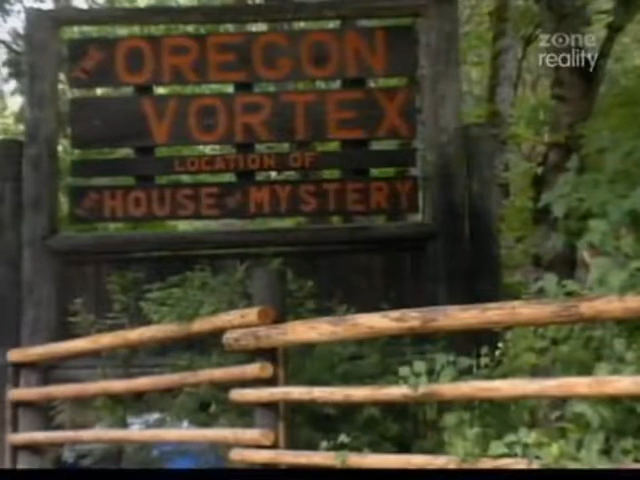 THE OREGON
VORTEX
LOCATION OF
THE HOUSE OF MYSTERY
zone
reality